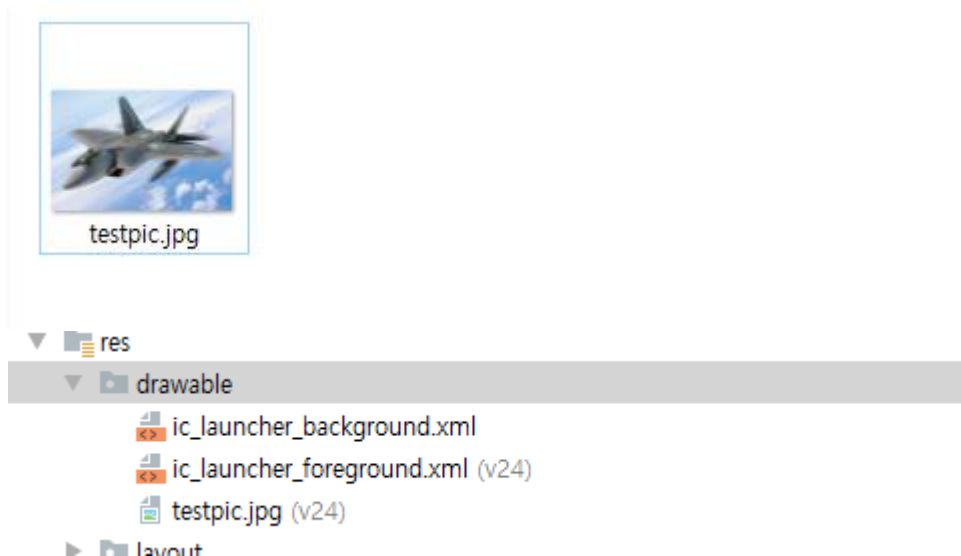 testpic.jpg
res
drawable
ic_launcher_background.xml
ic_launcher_foreground.xml (v24)
testpic.jpg (v24)
layout